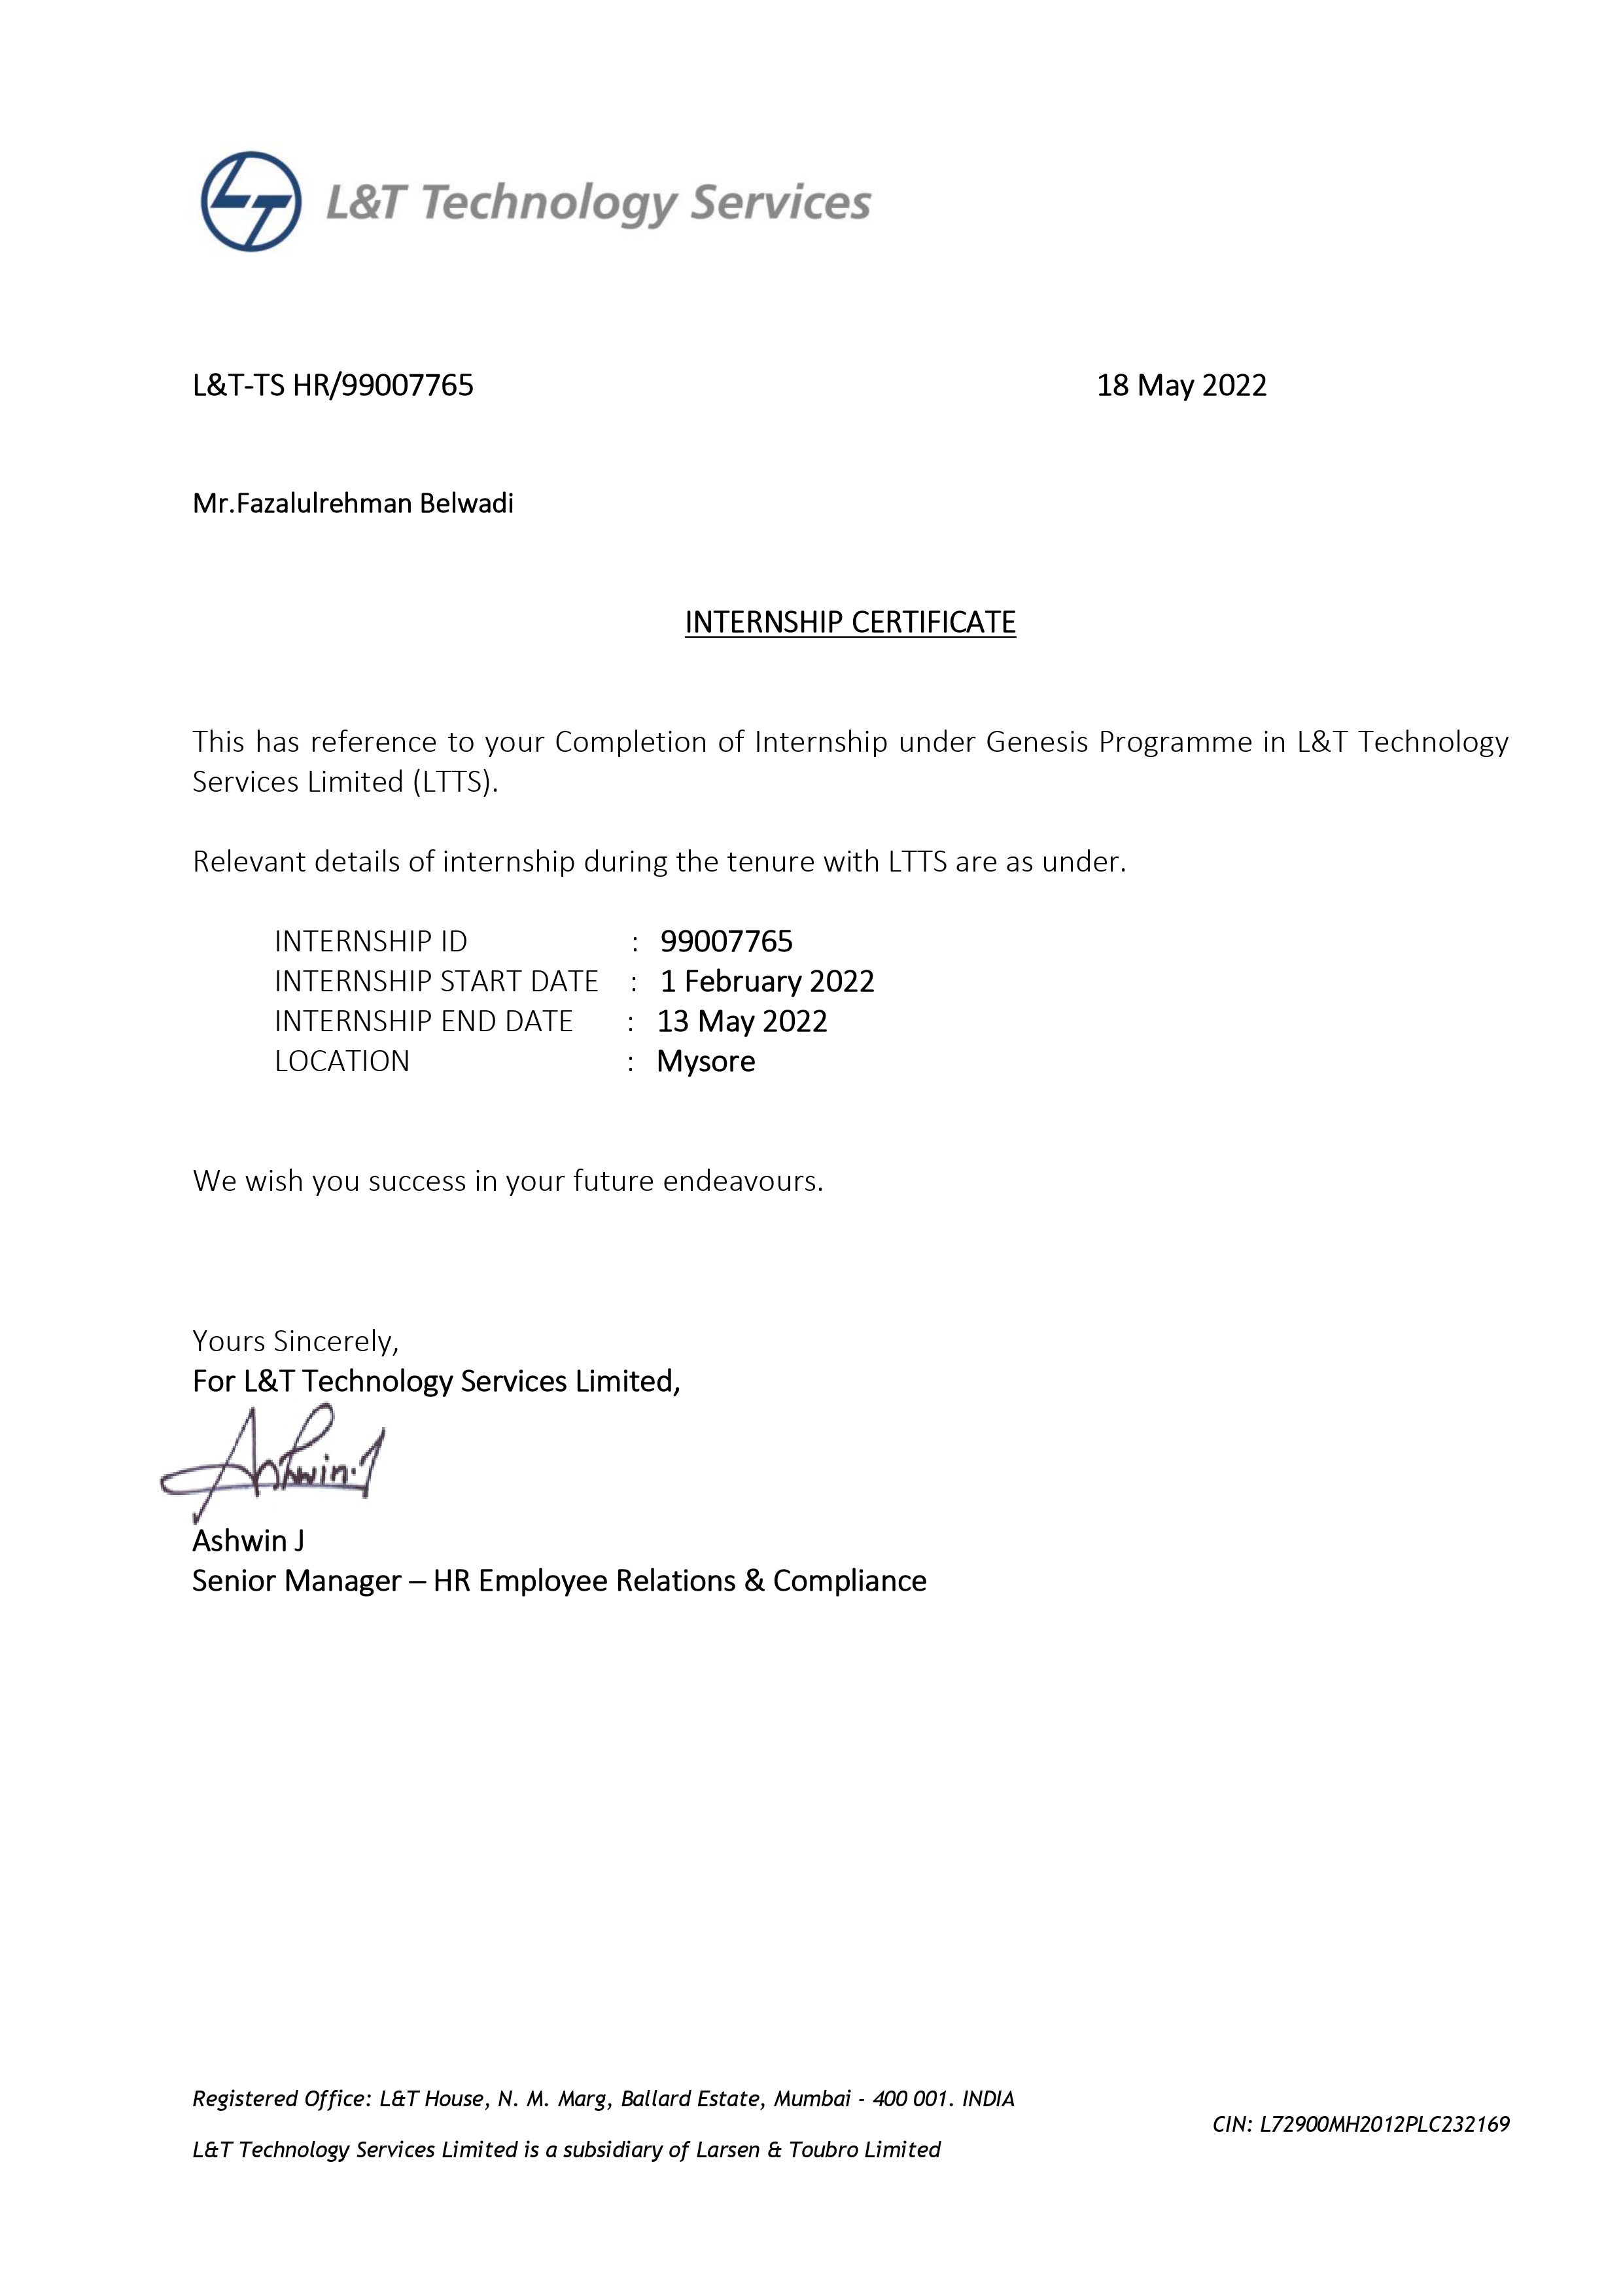 LT L&T Technology Services
L&T-TS HR/99007765 18 May 2022
Mr.Fazalulrehman Belwadi
INTERNSHIP CERTIFICATE
This has reference to your Completion of Internship under Genesis Programme in L&T Technology
Services Limited (LTTS).
Relevant details of internship during the tenure with LTTS are as under.
INTERNSHIP ID : 99007765
INTERNSHIP START DATE : 1 February 2022
INTERNSHIP END DATE : 13 May 2022
LOCATION : Mysore
We wish you success in your future endeavours.
Yours Sincerely,
For L&T Technology Services Limited,
Ashwin.J
Ashwin J
Senior Manager – HR Employee Relations & Compliance
Registered Office: L&T House, N. M. Marg, Ballard Estate, Mumbai - 400 001. INDIA
CIN: L72900MH2012PLC232169
L&T Technology Services Limited is a subsidiary of Larsen & Toubro Limited